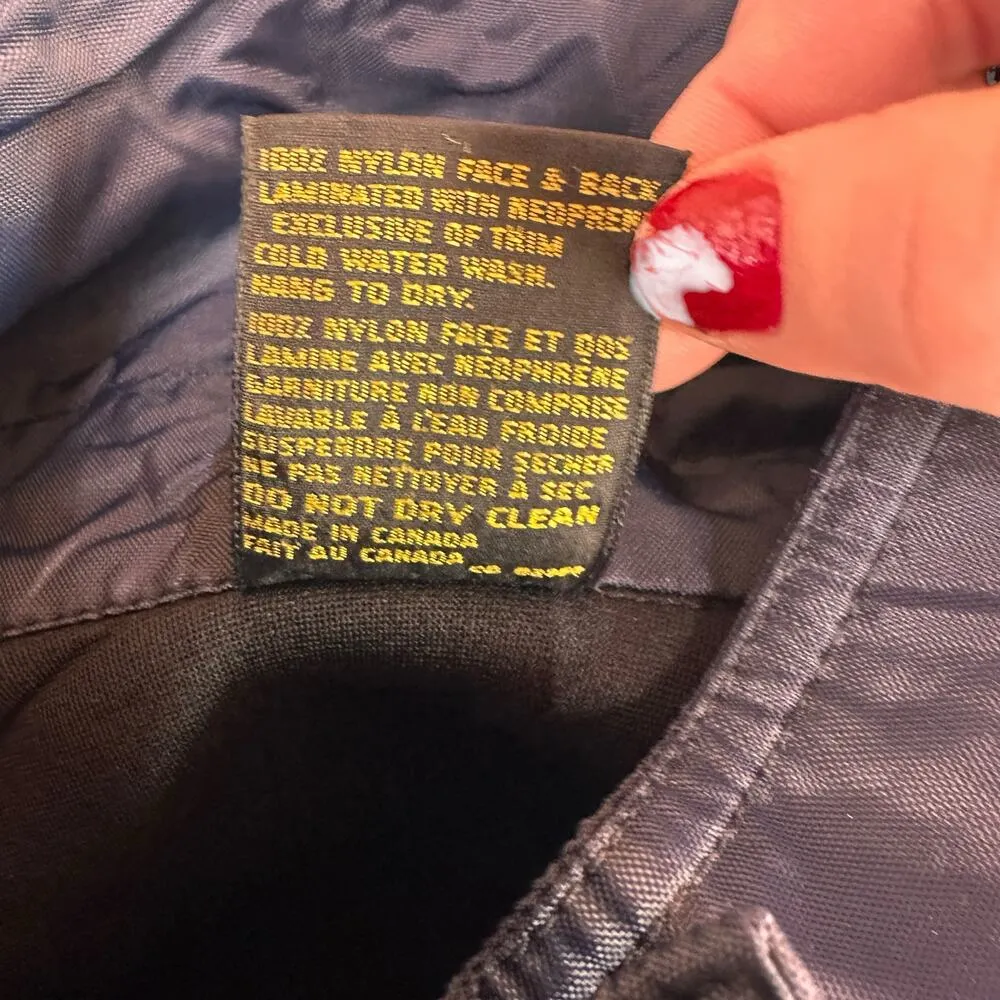 100% NYLON FACE & BACK
LAMINATED WITH NEOPREN
EXCLUSIVE OF TRIM
COLD WATER WASH.
HANG TO DRY.
100% NYLON FACE ET DOS
LAMINE AVEC NÉOPHRENE
GARNITURE NON COMPRISE
LAVABLE À L'EAU FROIDE
SUSPENDRE POUR SECHER
NE PAS NETTOYER À SEC
DO NOT DRY CLEAN
MADE IN CANADA
FAIT AU CANADA